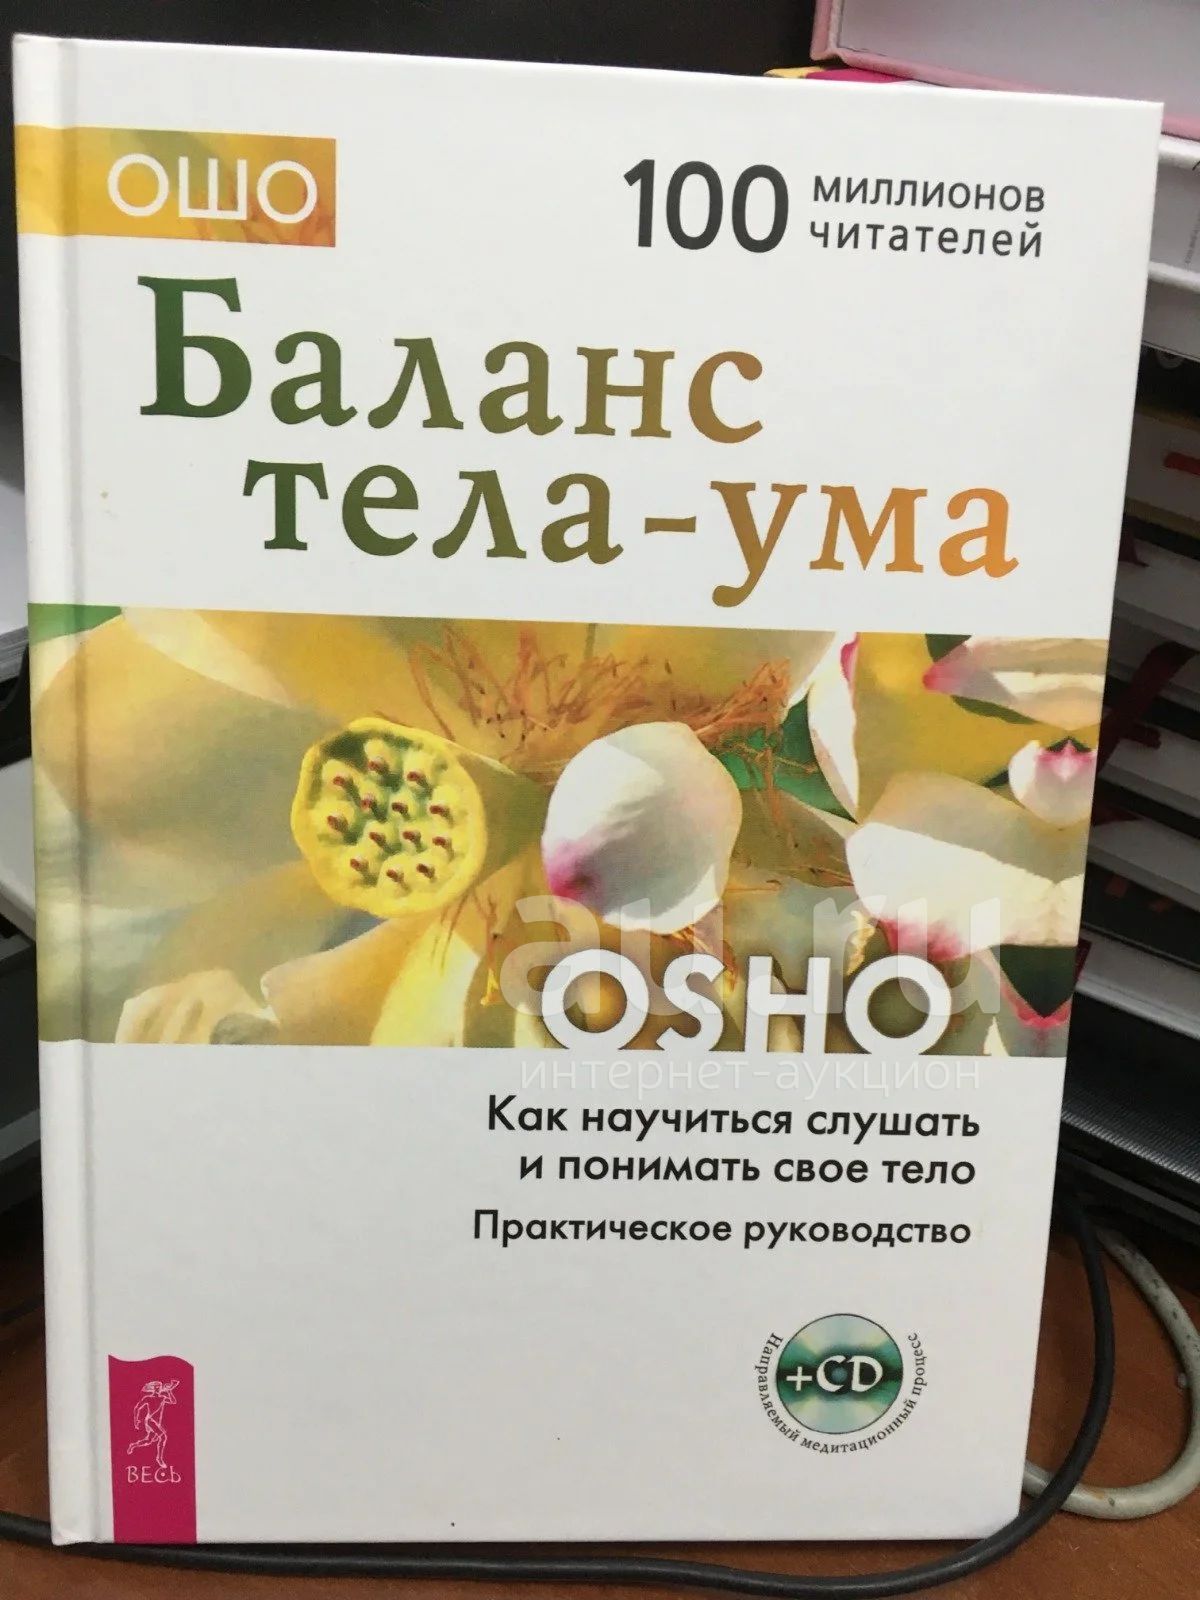 ОШО
100 МИЛЛИОНОВ
ЧИТАТЕЛЕЙ
Баланс
тела-ума
au.ru
OSHO
интернет-аукцион
Как научиться слушать
и понимать свое тело
Практическое руководство
+CD
Направляемый медитационный процесс
ВЕСЬ